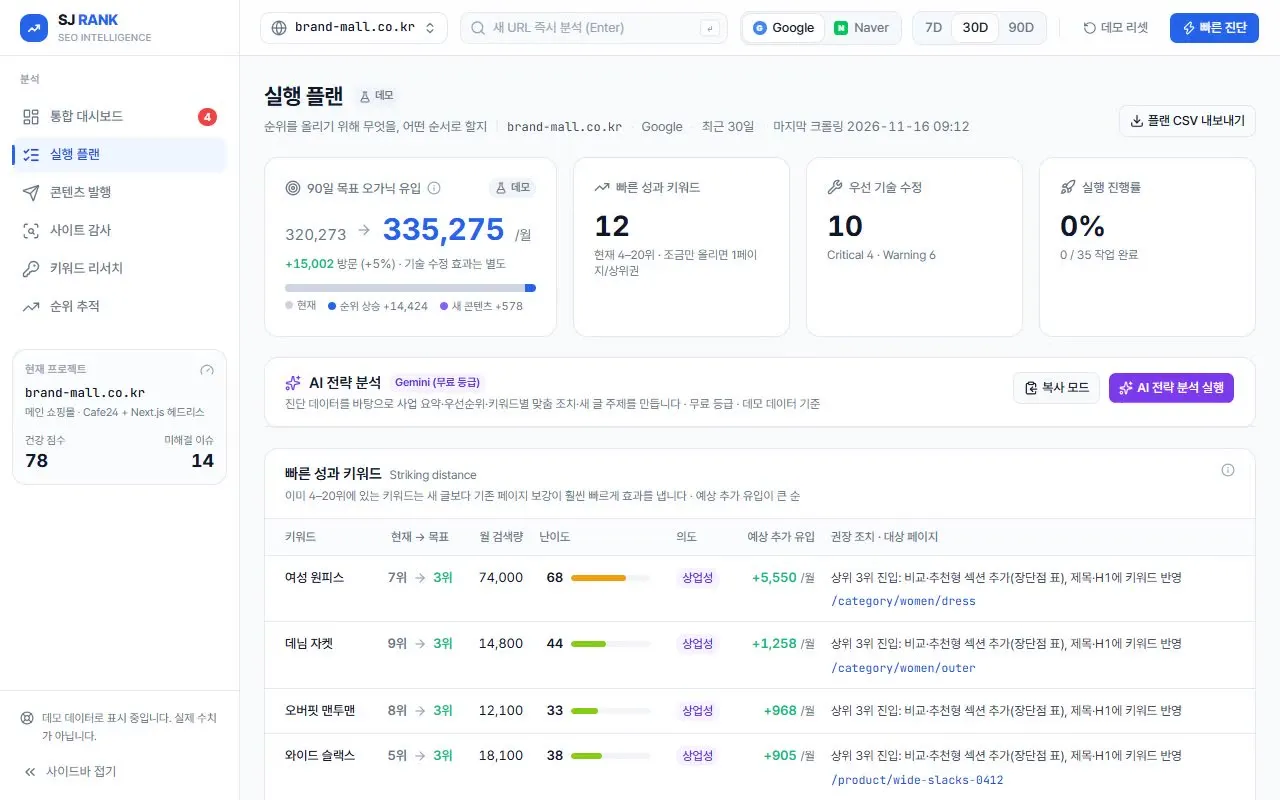 SJ RANK
SEO INTELLIGENCE
brand-mall.co.kr
새 URL 즉시 분석 (Enter)
Google
N Naver
7D
30D
90D
데모 리셋
빠른 진단
분석
통합 대시보드
4
실행 플랜
콘텐츠 발행
사이트 감사
키워드 리서치
순위 추적
현재 프로젝트
brand-mall.co.kr
메인 쇼핑몰 · Cafe24 + Next.js 헤드리스
건강 점수
미해결 이슈
78
14
데모 데이터로 표시 중입니다. 실제 수치
가 아닙니다.
사이드바 접기
실행 플랜
데모
순위를 올리기 위해 무엇을, 어떤 순서로 할지
brand-mall.co.kr · Google · 최근 30일 · 마지막 크롤링 2026-11-16 09:12
플랜 CSV 내보내기
90일 목표 오가닉 유입
데모
320,273 → 335,275 /월
+15,002 방문 (+5%) · 기술 수정 효과는 별도
현재
순위 상승 +14,424
새 콘텐츠 +578
빠른 성과 키워드
12
현재 4–20위 · 조금만 올리면 1페이
지/상위권
우선 기술 수정
10
Critical 4 · Warning 6
실행 진행률
0%
0 / 35 작업 완료
AI 전략 분석
Gemini (무료 등급)
진단 데이터를 바탕으로 사업 요약·우선순위·키워드별 맞춤 조치·새 글 주제를 만듭니다 · 무료 등급 · 데모 데이터 기준
복사 모드
AI 전략 분석 실행
빠른 성과 키워드 Striking distance
이미 4–20위에 있는 키워드는 새 글보다 기존 페이지 보강이 훨씬 빠르게 효과를 냅니다 · 예상 추가 유입이 큰 순
키워드
현재 → 목표
월 검색량
난이도
의도
예상 추가 유입
권장 조치 · 대상 페이지
여성 원피스 7위 → 3위 74,000 68 상업성 +5,550 /월 상위 3위 진입: 비교·추천형 섹션 추가(장단점 표), 제목·H1에 키워드 반영
/category/women/dress
데님 자켓 9위 → 3위 14,800 44 상업성 +1,258 /월 상위 3위 진입: 비교·추천형 섹션 추가(장단점 표), 제목·H1에 키워드 반영
/category/women/outer
오버핏 맨투맨 8위 → 3위 12,100 33 상업성 +968 /월 상위 3위 진입: 비교·추천형 섹션 추가(장단점 표), 제목·H1에 키워드 반영
와이드 슬랙스 5위 → 3위 18,100 38 상업성 +905 /월 상위 3위 진입: 비교·추천형 섹션 추가(장단점 표), 제목·H1에 키워드 반영
/product/wide-slacks-0412